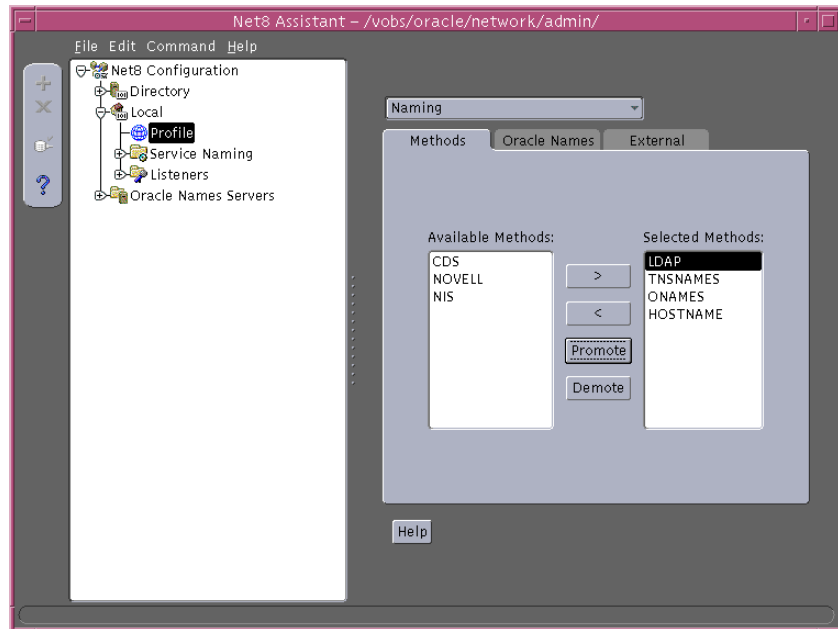 Net8 Assistant – /vobs/oracle/network/admin/
File Edit Command Help
Net8 Configuration
Directory
Local
Profile
Service Naming
Listeners
Oracle Names Servers
Naming
Methods Oracle Names External
Available Methods:
CDS
NOVELL
NIS
>
<
Promote
Demote
Selected Methods:
LDAP
TNSNAMES
ONAMES
HOSTNAME
Help